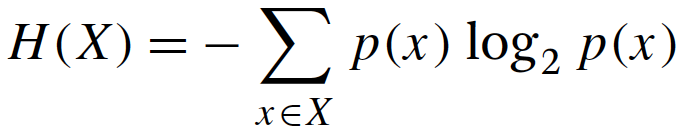 H(X) = − ∑ p(x) log₂ p(x)
x∈X